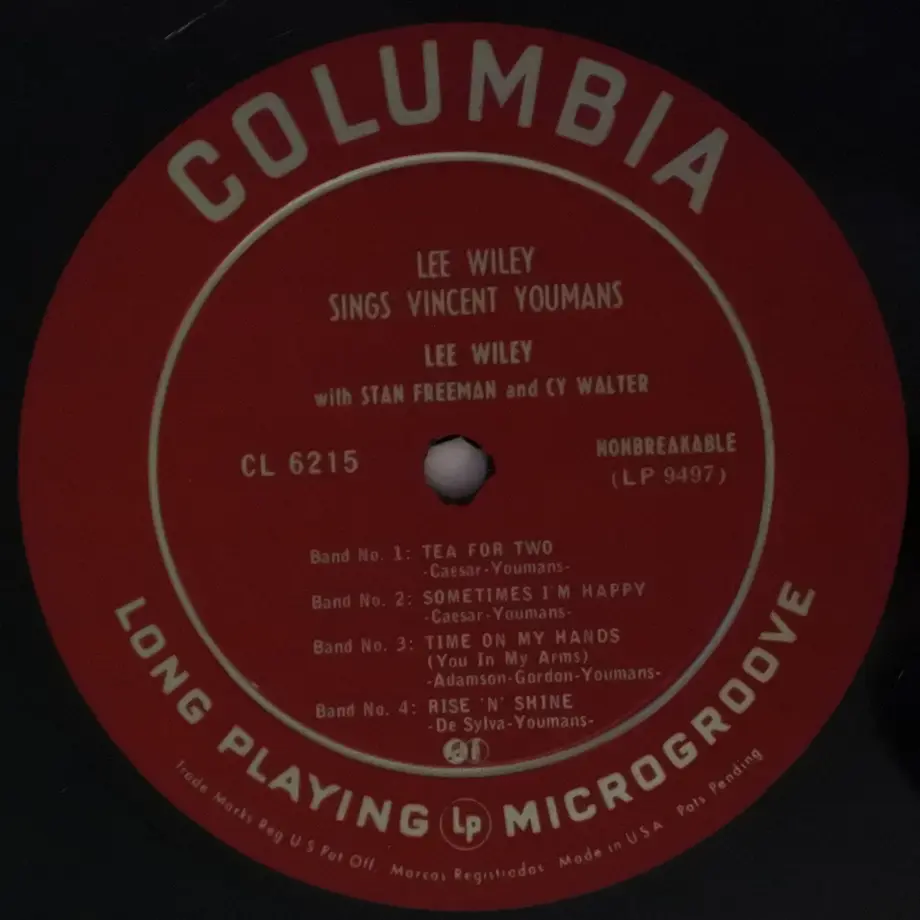 COLUMBIA
LEE WILEY
SINGS VINCENT YOUMANS
LEE WILEY
with STAN FREEMAN and CY WALTER
CL 6215
NONBREAKABLE
(LP 9497)
Band No. 1: TEA FOR TWO
-Caesar-Youmans-
Band No. 2: SOMETIMES I'M HAPPY
-Caesar-Youmans-
Band No. 3: TIME ON MY HANDS
(You In My Arms)
-Adamson-Gordon-Youmans-
Band No. 4: RISE 'N' SHINE
-De Sylva-Youmans-
LONG PLAYING Lp MICROGROOVE
Trade Marks Reg U S Pat Off Marcas Registradas Made in U S A Pats Pending